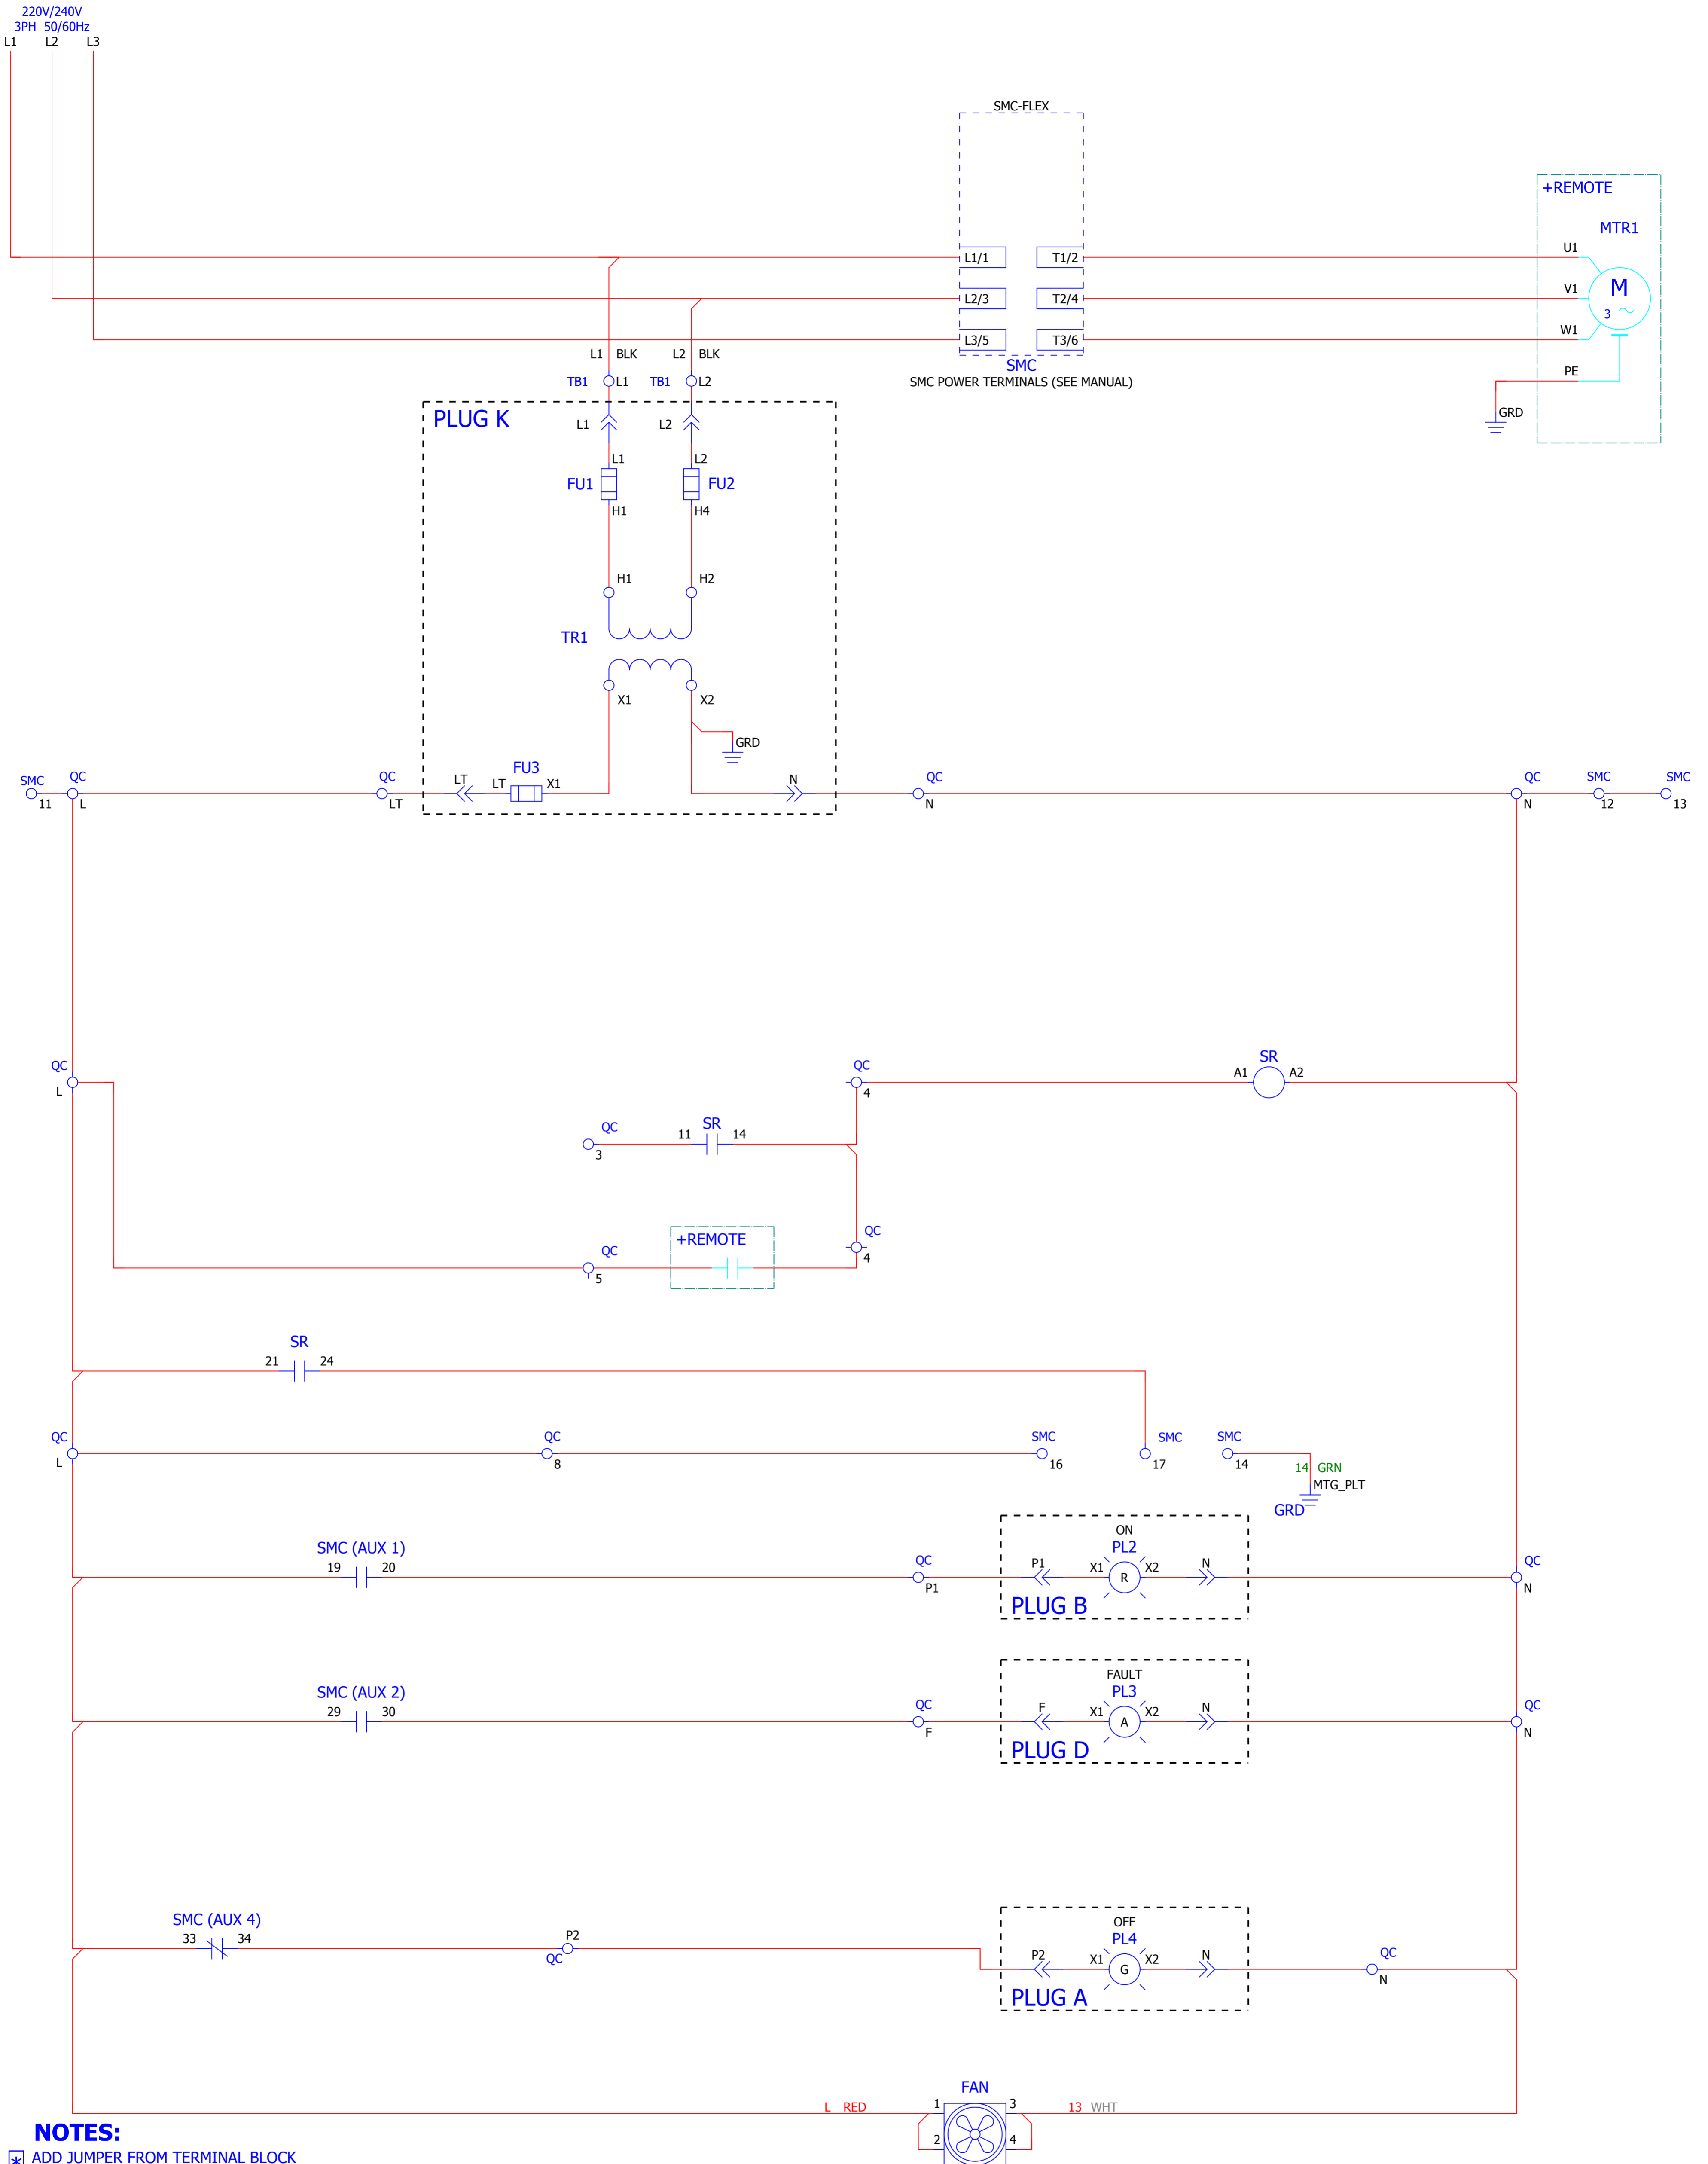 220V/240V
3PH 50/60Hz
L1 L2 L3
SMC-FLEX
+REMOTE
MTR1
U1
L1/1 T1/2
M
3
V1
L2/3 T2/4
W1
L3/5 T3/6
L1 BLK L2 BLK
SMC
SMC POWER TERMINALS (SEE MANUAL)
PE
TB1 L1 TB1 L2
GRD
PLUG K
L1 L2
L1 L2
FU1 FU2
H1 H4
H1 H2
TR1
X1 X2
GRD
SMC QC QC LT LT FU3 X1 N QC QC SMC SMC
11 L LT N N 12 13
QC QC SR
L 4 A1 A2
QC 11 SR 14
3
QC
+REMOTE
4
QC
5
SR
21 24
QC QC SMC SMC SMC
L 8 16 17 14
14 GRN
MTG_PLT
GRD
ON
SMC (AUX 1) PL2
19 20 QC P1 X1 R X2 N QC
P1 N
PLUG B
FAULT
SMC (AUX 2) PL3
29 30 QC F X1 A X2 N QC
F N
PLUG D
OFF
SMC (AUX 4) PL4
33 34 P2 P2 X1 G X2 N QC
QC N
PLUG A
FAN
L RED 1 3 13 WHT
2 4
NOTES:
* ADD JUMPER FROM TERMINAL BLOCK